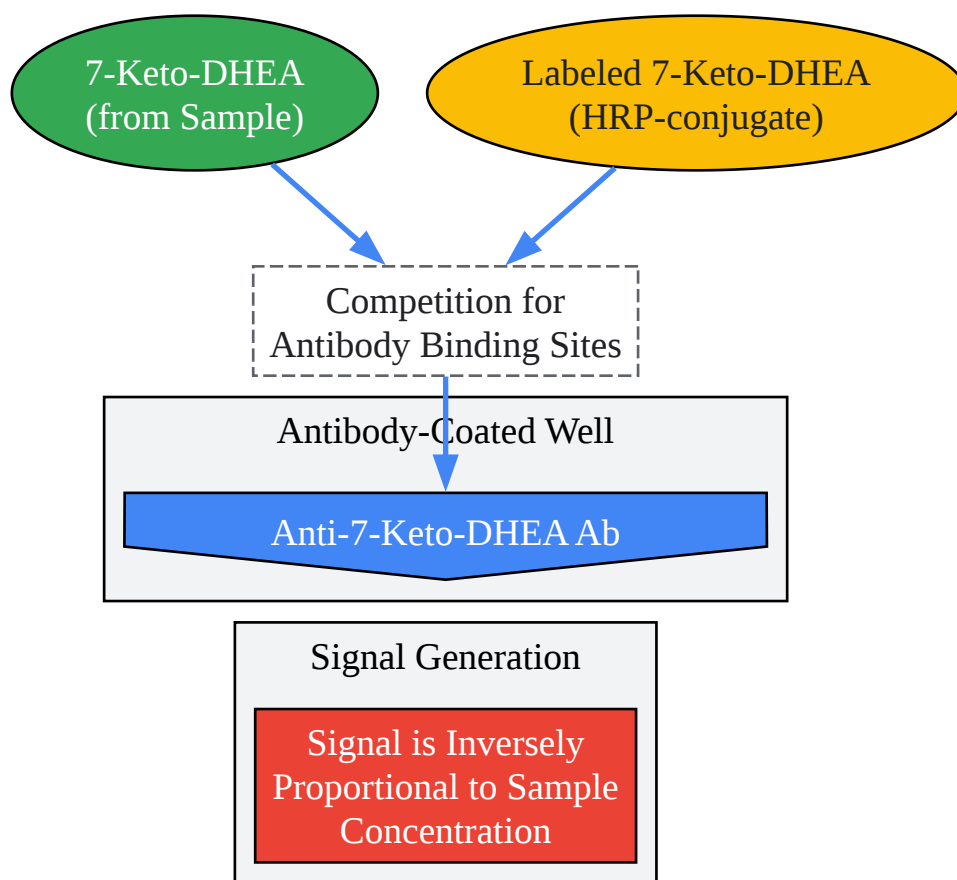 7-Keto-DHEA
(from Sample)
Labeled 7-Keto-DHEA
(HRP-conjugate)
Competition for
Antibody Binding Sites
Antibody-Coated Well
Anti-7-Keto-DHEA Ab
Signal Generation
Signal is Inversely
Proportional to Sample
Concentration